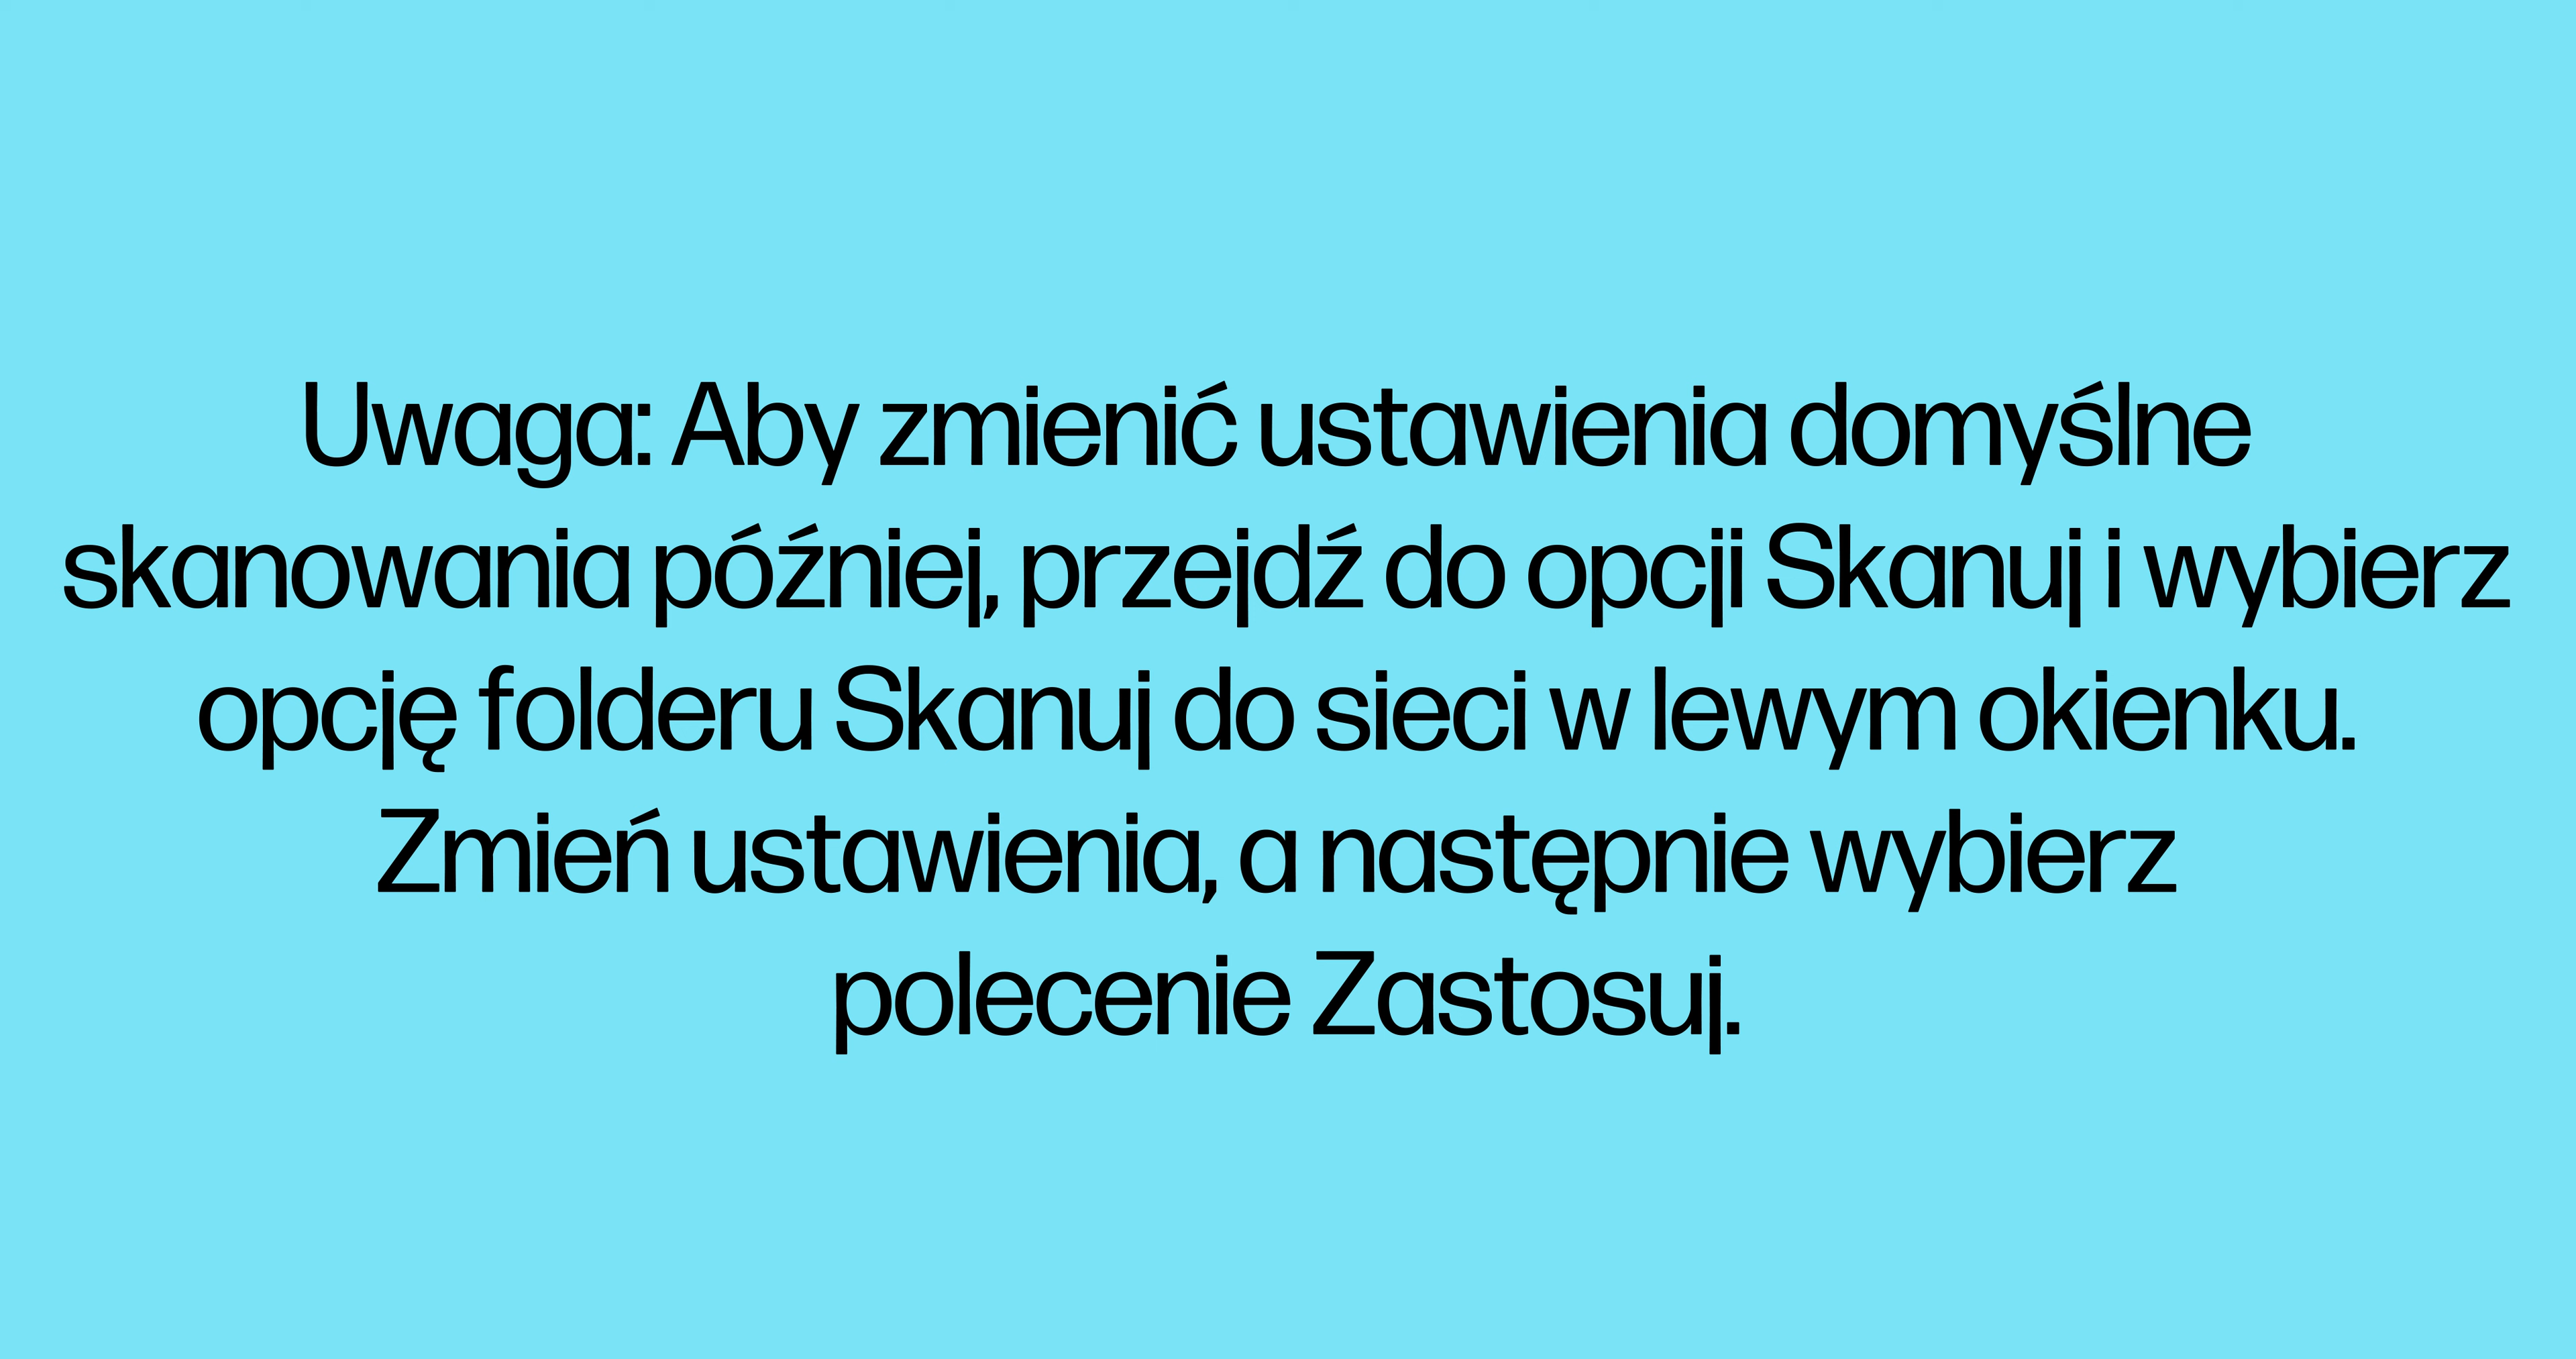 Uwaga: Aby zmienić ustawienia domyślne
skanowania później, przejdź do opcji Skanuj i wybierz
opcję folderu Skanuj do sieci w lewym okienku.
Zmień ustawienia, a następnie wybierz
polecenie Zastosuj.